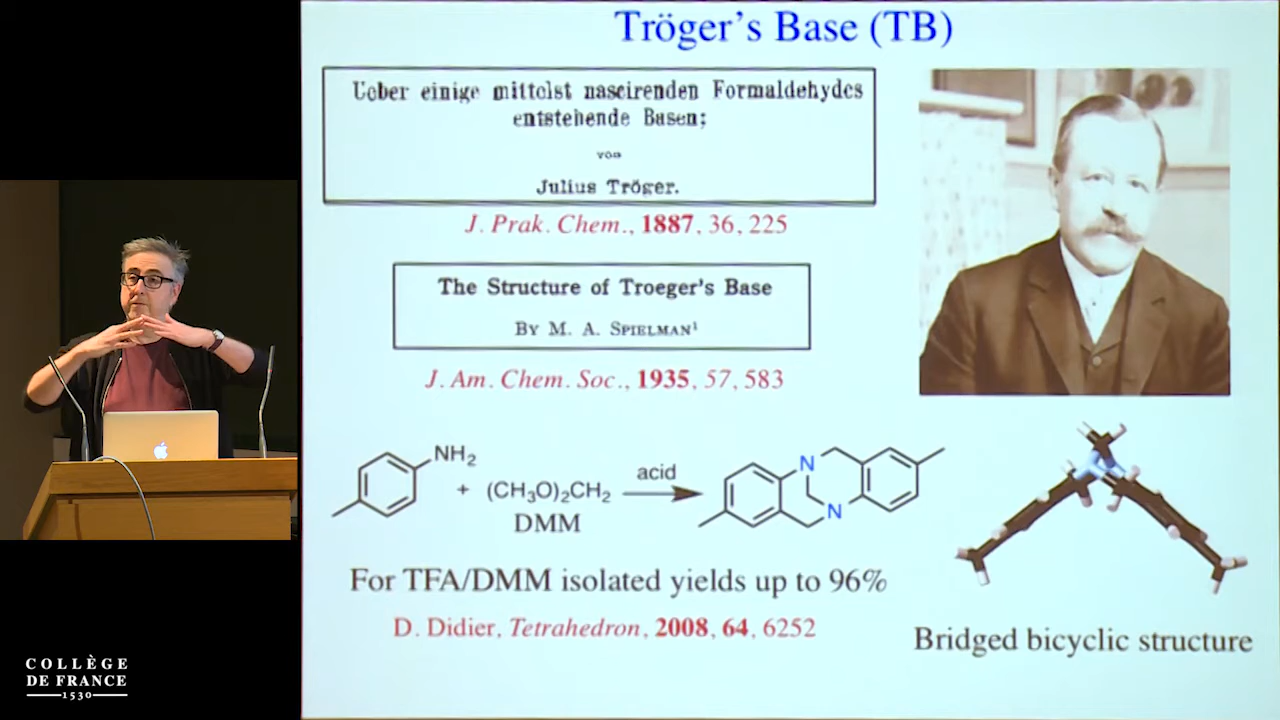 Tröger's Base (TB)
Ueber einige mittelst nascirenden Formaldehydes
entstehende Basen;
von
Julius Tröger.
J. Prak. Chem., 1887, 36, 225
The Structure of Troeger's Base
By M. A. Spielman¹
J. Am. Chem. Soc., 1935, 57, 583
NH₂
+ (CH₃O)₂CH₂
DMM
acid
N
N
For TFA/DMM isolated yields up to 96%
D. Didier, Tetrahedron, 2008, 64, 6252
Bridged bicyclic structure
COLLÈGE
DE FRANCE
1530